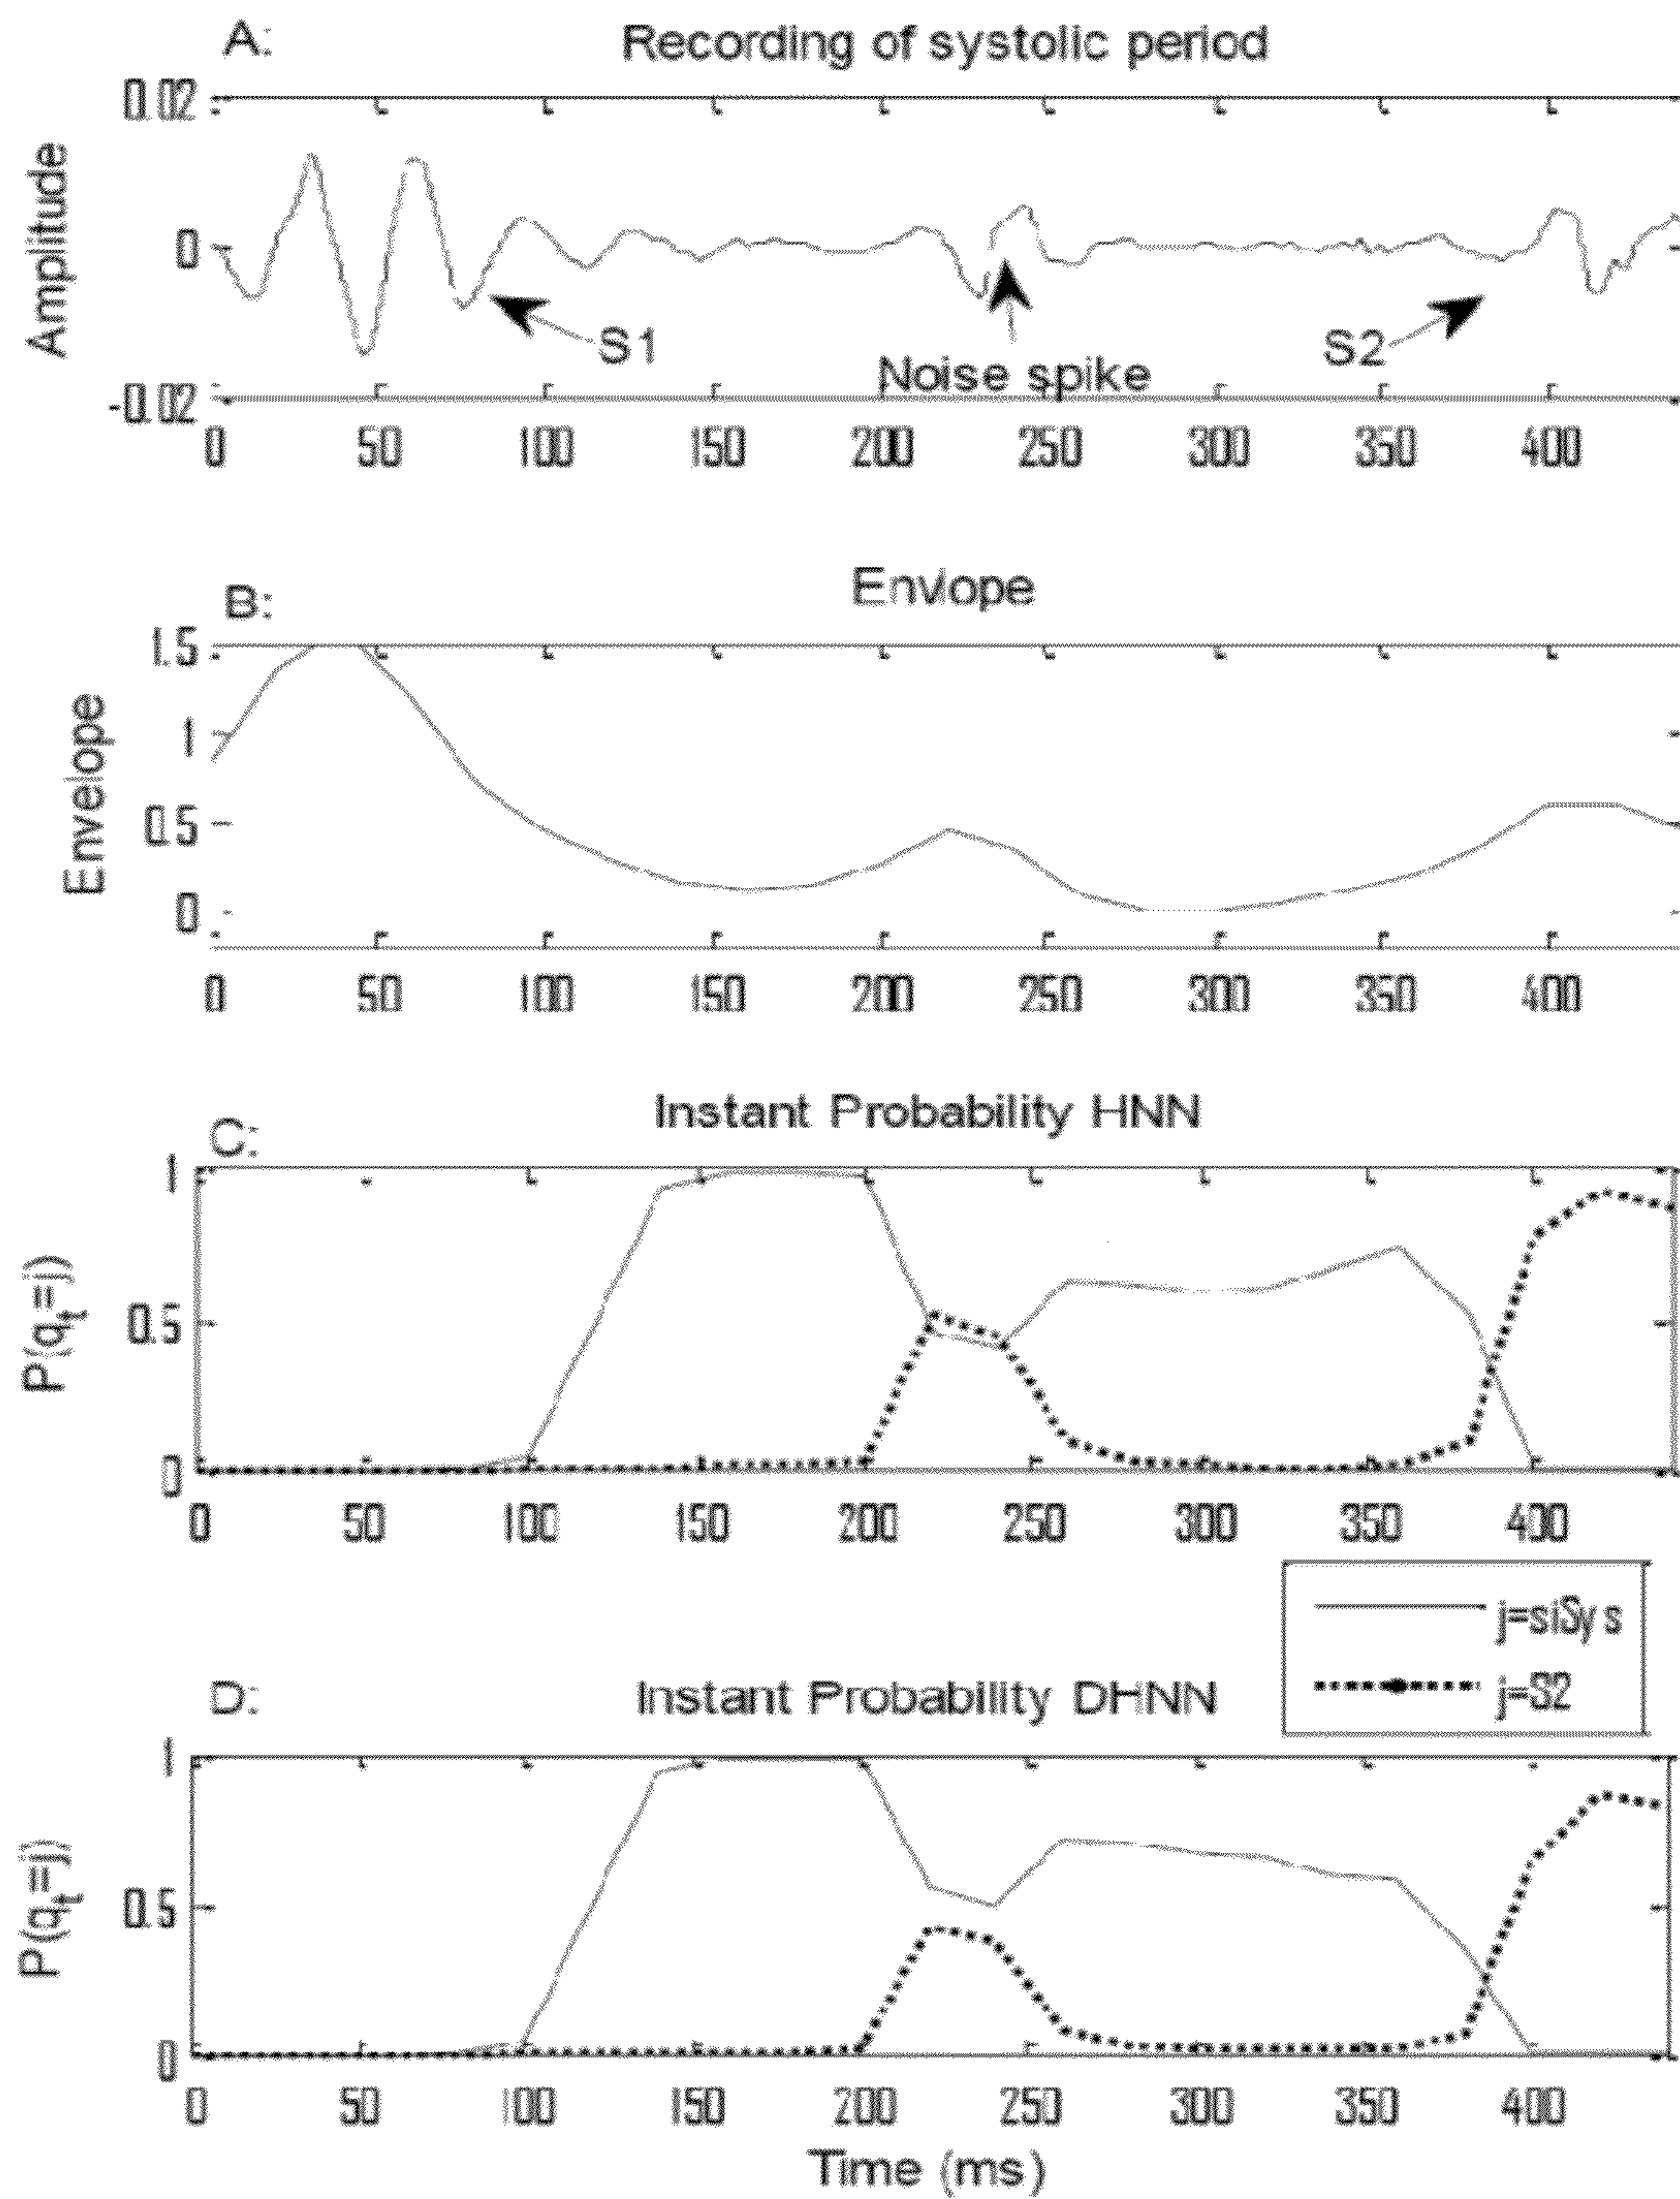 A:
Recording of systolic period
0.02
0
-0.02
Amplitude
S1
Noise spike
S2
0 50 100 150 200 250 300 350 400
B:
Envlope
1.5
1
0.5
0
Envelope
0 50 100 150 200 250 300 350 400
C:
Instant Probability HNN
1
0.5
0
P(qt=j)
0 50 100 150 200 250 300 350 400
j=siSys
j=S2
D:
Instant Probability DHNN
1
0.5
0
P(qt=j)
0 50 100 150 200 250 300 350 400
Time (ms)